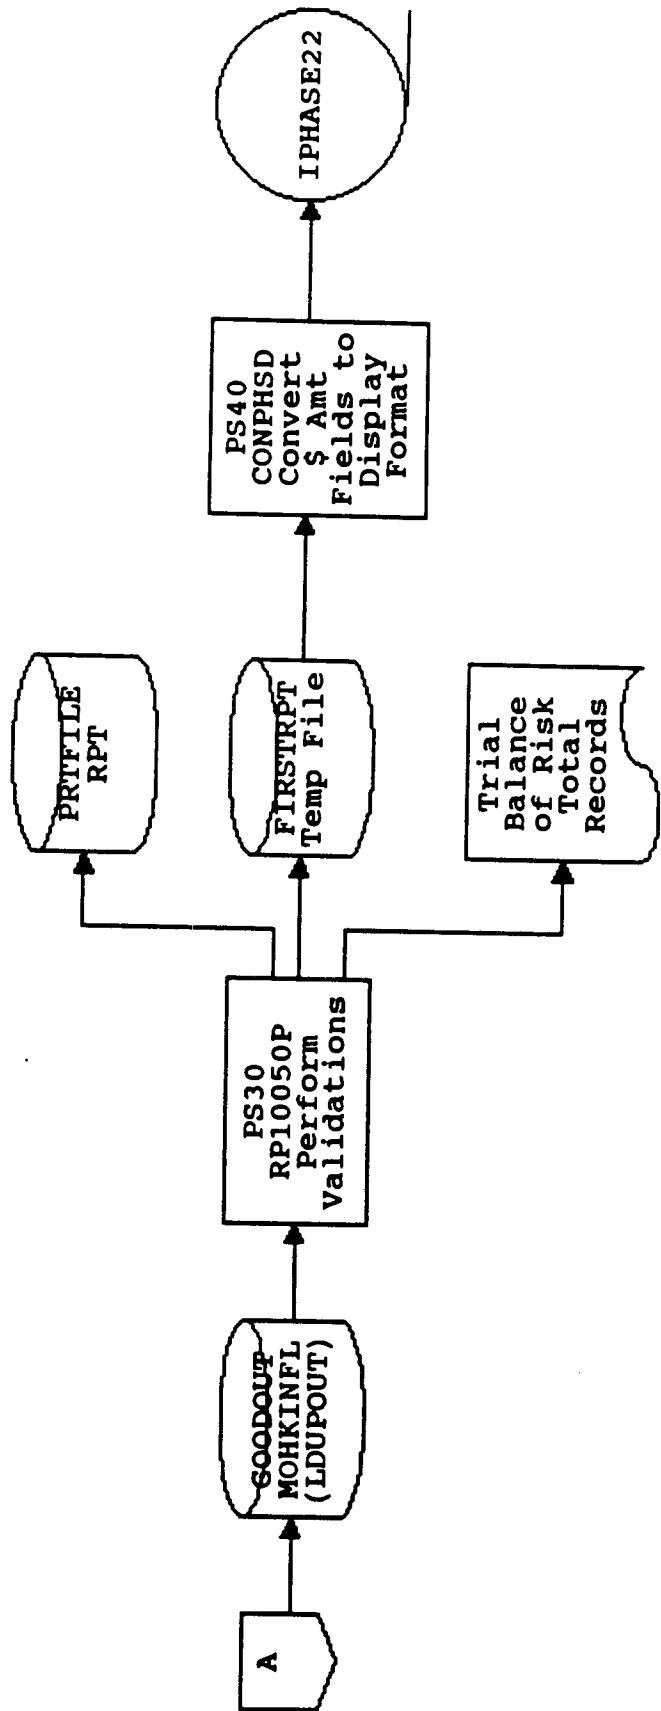 A
GOODOUT
MOHKINFL
(LDUPOUT)
PS30
RP10050P
Perform
Validations
PRTFILE
RPT
FIRSTRPT
Temp File
Trial
Balance
of Risk
Total
Records
PS40
CONPHSD
Convert
$ Amt
Fields to
Display
Format
IPHASE22